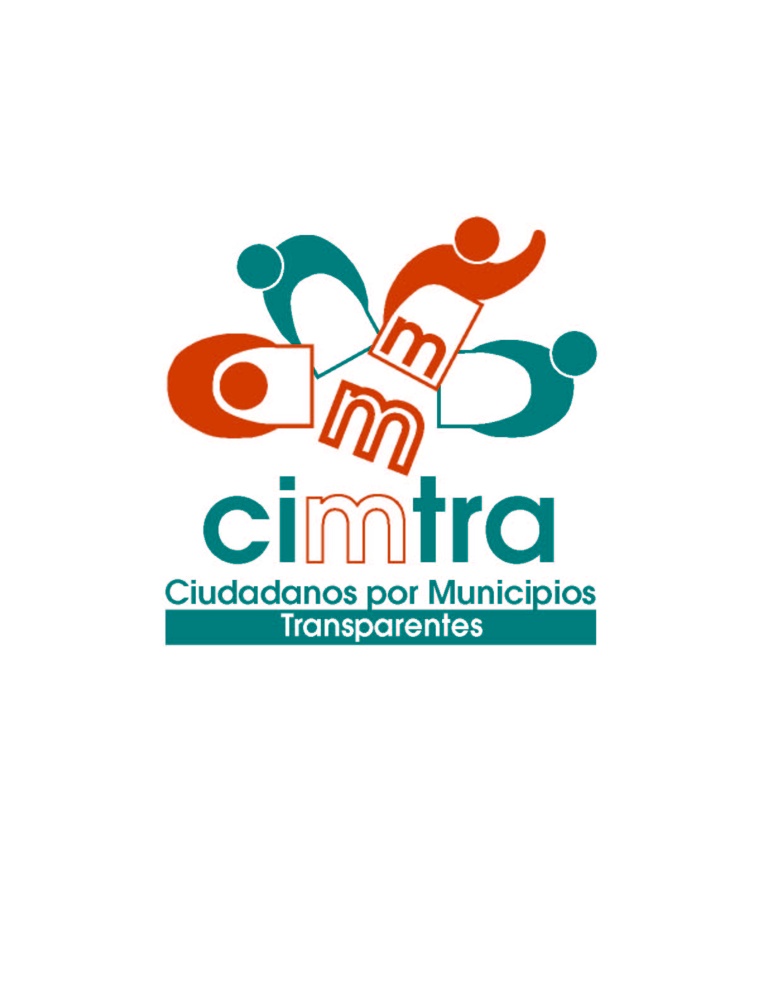 m
m
cimtra
Ciudadanos por Municipios
Transparentes